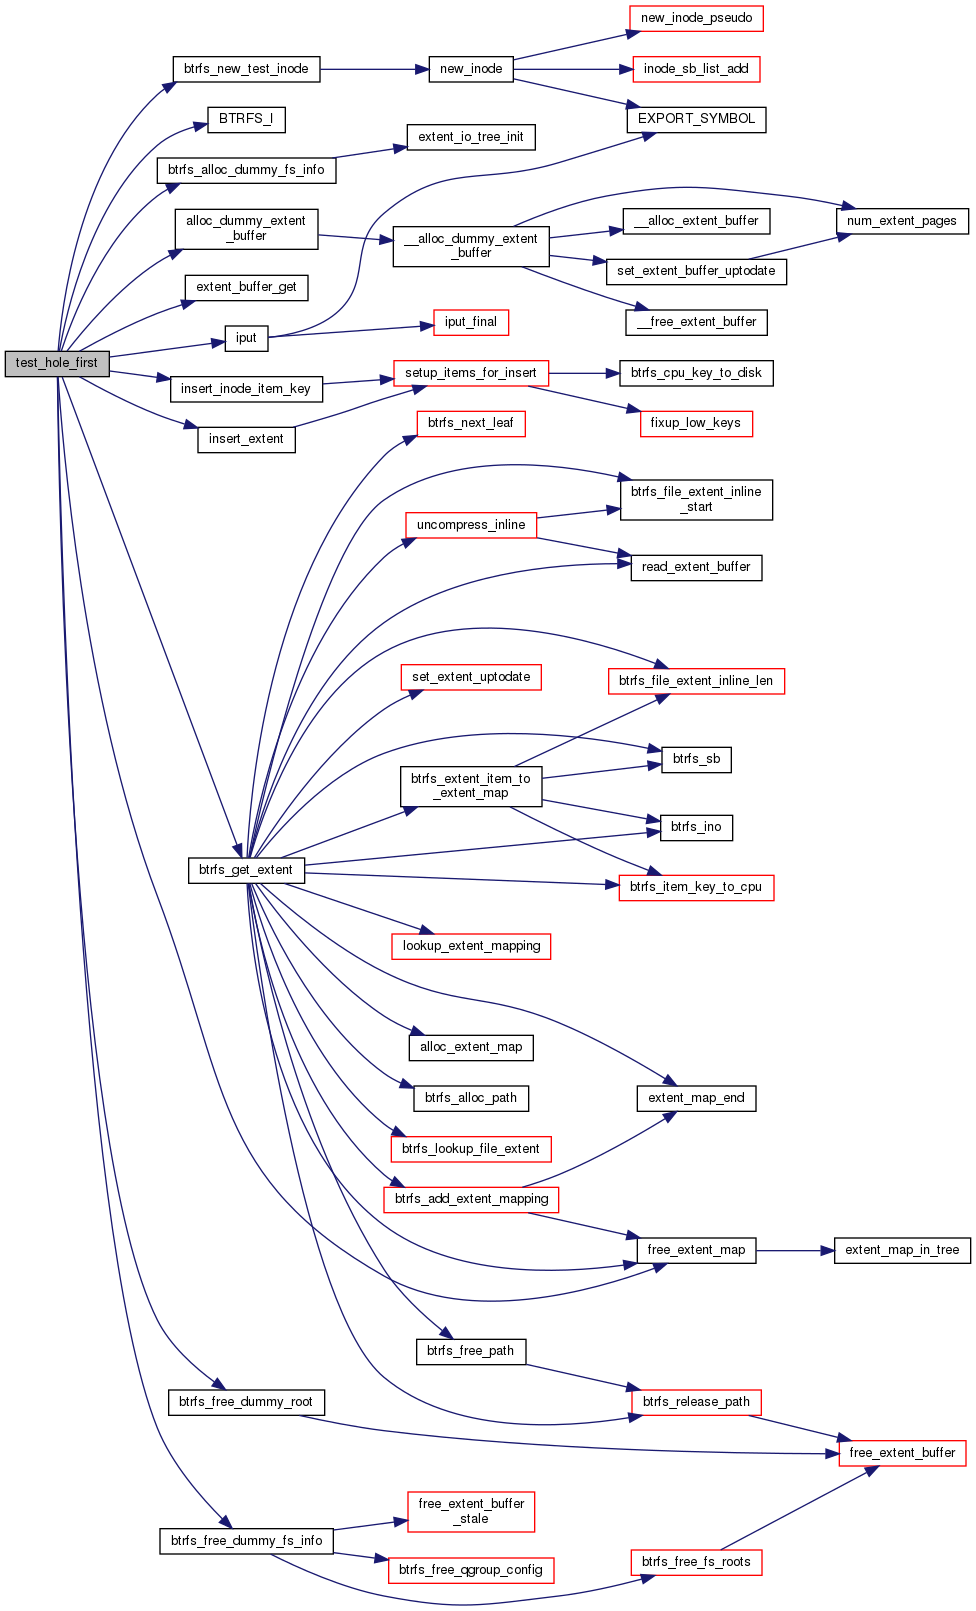 new_inode_pseudo
btrfs_new_test_inode
new_inode
inode_sb_list_add
BTRFS_I
EXPORT_SYMBOL
extent_io_tree_init
btrfs_alloc_dummy_fs_info
alloc_dummy_extent
_buffer
__alloc_extent_buffer
num_extent_pages
__alloc_dummy_extent
_buffer
set_extent_buffer_uptodate
extent_buffer_get
__free_extent_buffer
iput
iput_final
test_hole_first
setup_items_for_insert
btrfs_cpu_key_to_disk
insert_inode_item_key
btrfs_next_leaf
fixup_low_keys
insert_extent
btrfs_file_extent_inline
_start
uncompress_inline
read_extent_buffer
set_extent_uptodate
btrfs_file_extent_inline_len
btrfs_sb
btrfs_extent_item_to
_extent_map
btrfs_ino
btrfs_get_extent
btrfs_item_key_to_cpu
lookup_extent_mapping
alloc_extent_map
btrfs_alloc_path
extent_map_end
btrfs_lookup_file_extent
btrfs_add_extent_mapping
free_extent_map
extent_map_in_tree
btrfs_free_path
btrfs_free_dummy_root
btrfs_release_path
free_extent_buffer
free_extent_buffer
_stale
btrfs_free_dummy_fs_info
btrfs_free_qgroup_config
btrfs_free_fs_roots